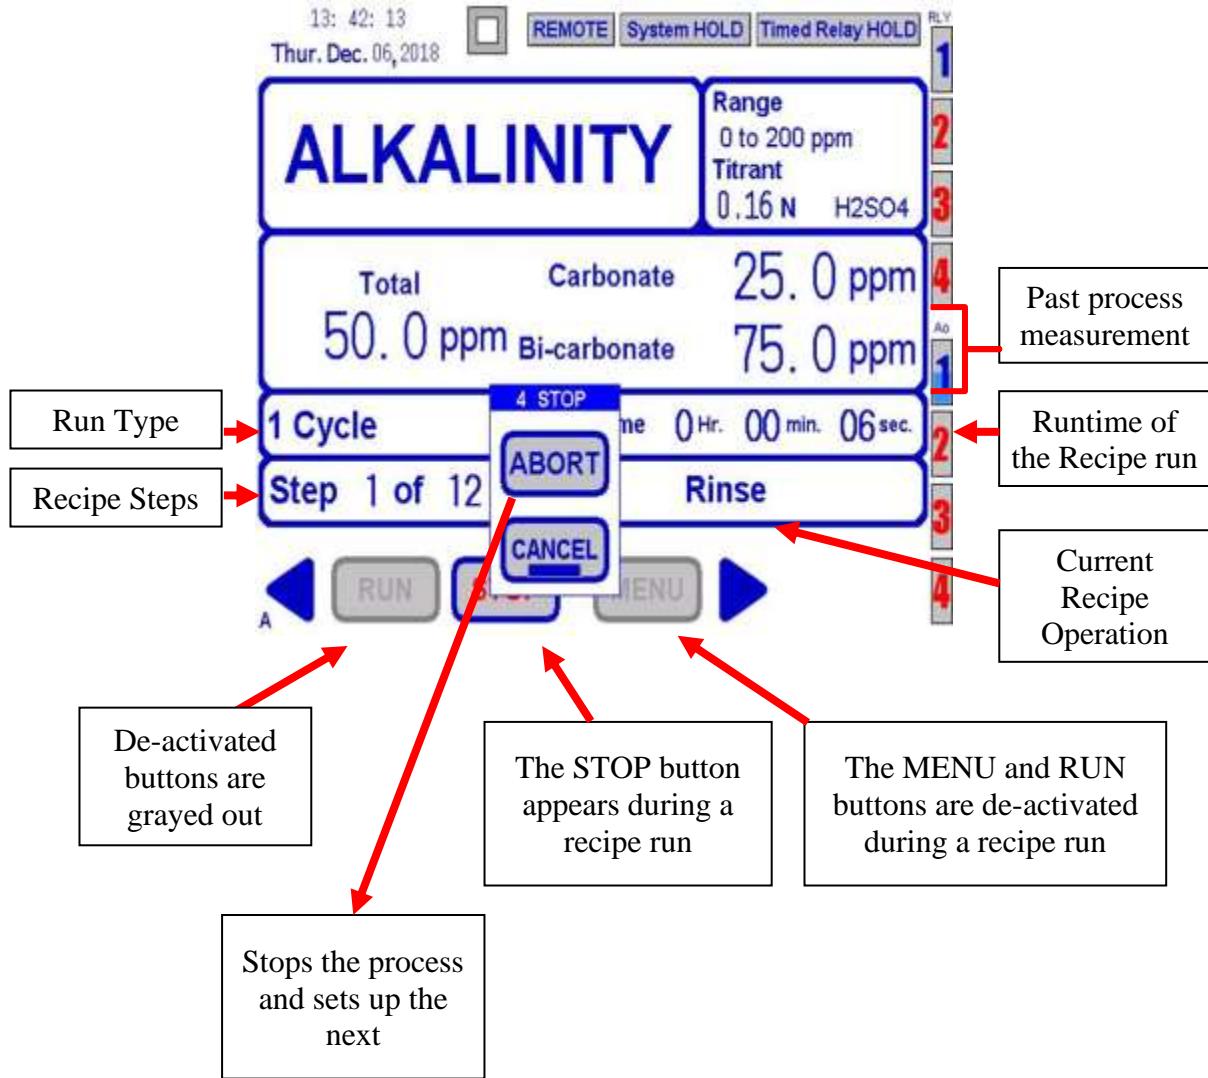 13: 42: 13
Thur. Dec. 06, 2018
REMOTE System HOLD Timed Relay HOLD
RLY
1
2
3
4
Ao
1
2
3
4
ALKALINITY
Range
0 to 200 ppm
Titrant
0.16 N H2SO4
Total
50.0 ppm
Carbonate 25.0 ppm
Bi-carbonate 75.0 ppm
1 Cycle
me 0 Hr. 00 min. 06 sec.
Step 1 of 12 Rinse
4 STOP
ABORT
CANCEL
RUN
MENU
A
Past process
measurement
Run Type
Runtime of
the Recipe run
Recipe Steps
Current
Recipe
Operation
De-activated
buttons are
grayed out
The STOP button
appears during a
recipe run
The MENU and RUN
buttons are de-activated
during a recipe run
Stops the process
and sets up the
next